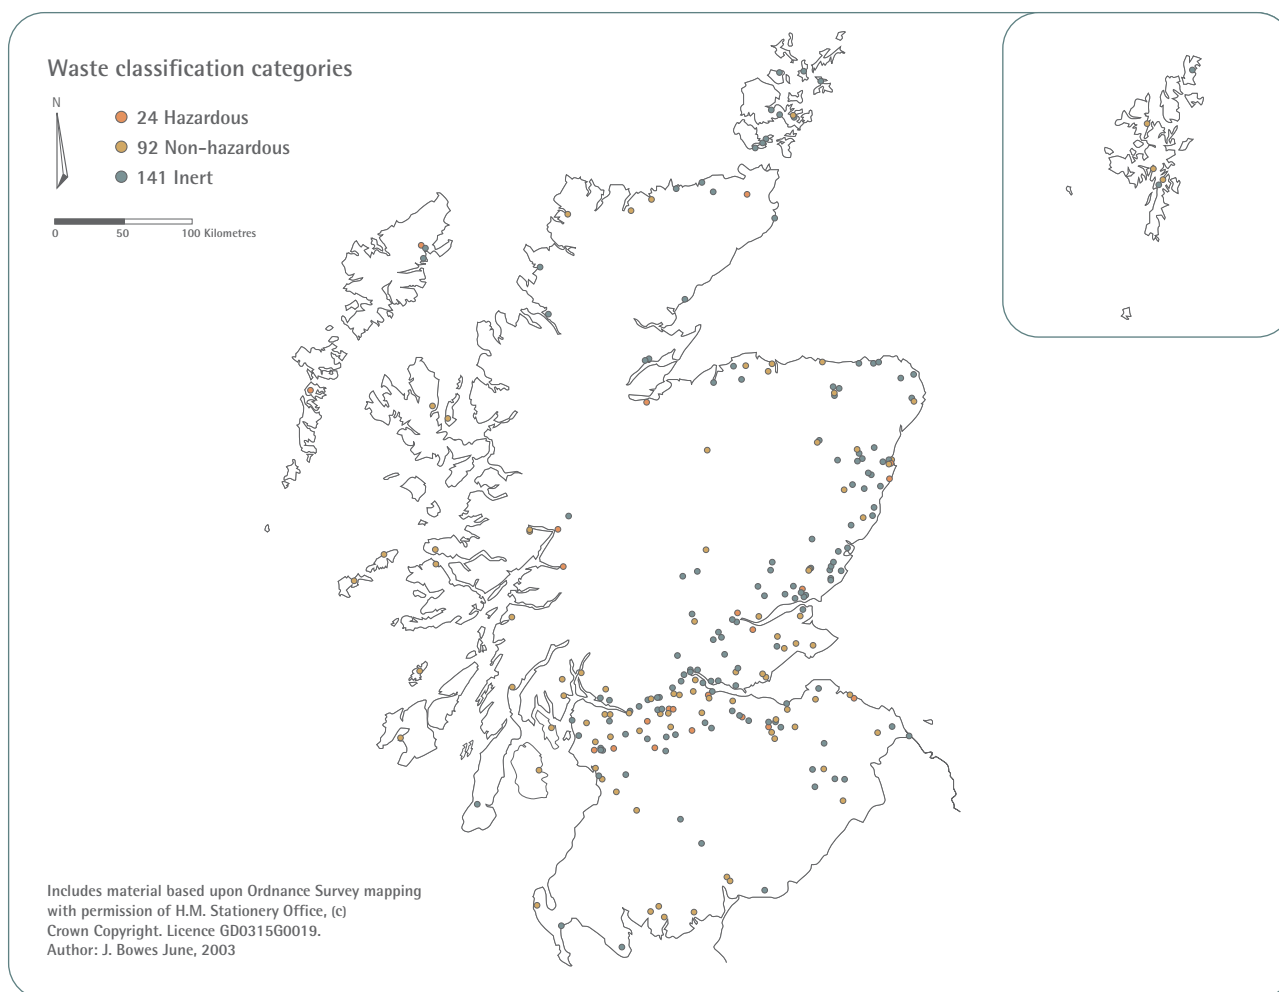 Waste classification categories
N
24 Hazardous
92 Non-hazardous
141 Inert
0 50 100 Kilometres
Includes material based upon Ordnance Survey mapping
with permission of H.M. Stationery Office, (c)
Crown Copyright. Licence GD0315G0019.
Author: J. Bowes June, 2003